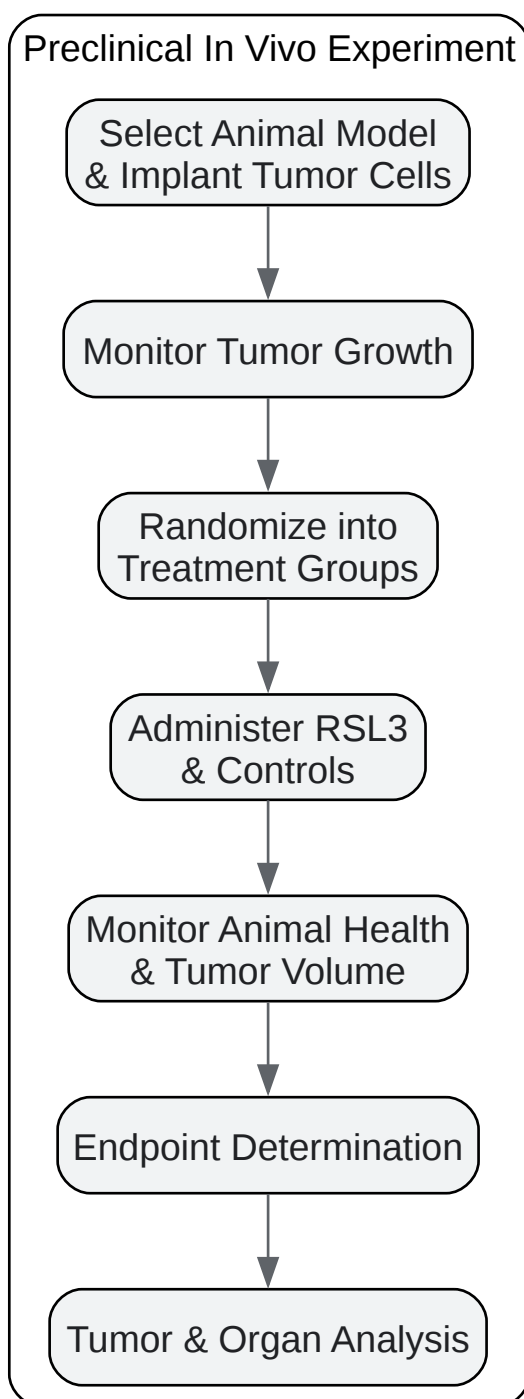 Preclinical In Vivo Experiment
Select Animal Model
& Implant Tumor Cells
Monitor Tumor Growth
Randomize into
Treatment Groups
Administer RSL3
& Controls
Monitor Animal Health
& Tumor Volume
Endpoint Determination
Tumor & Organ Analysis